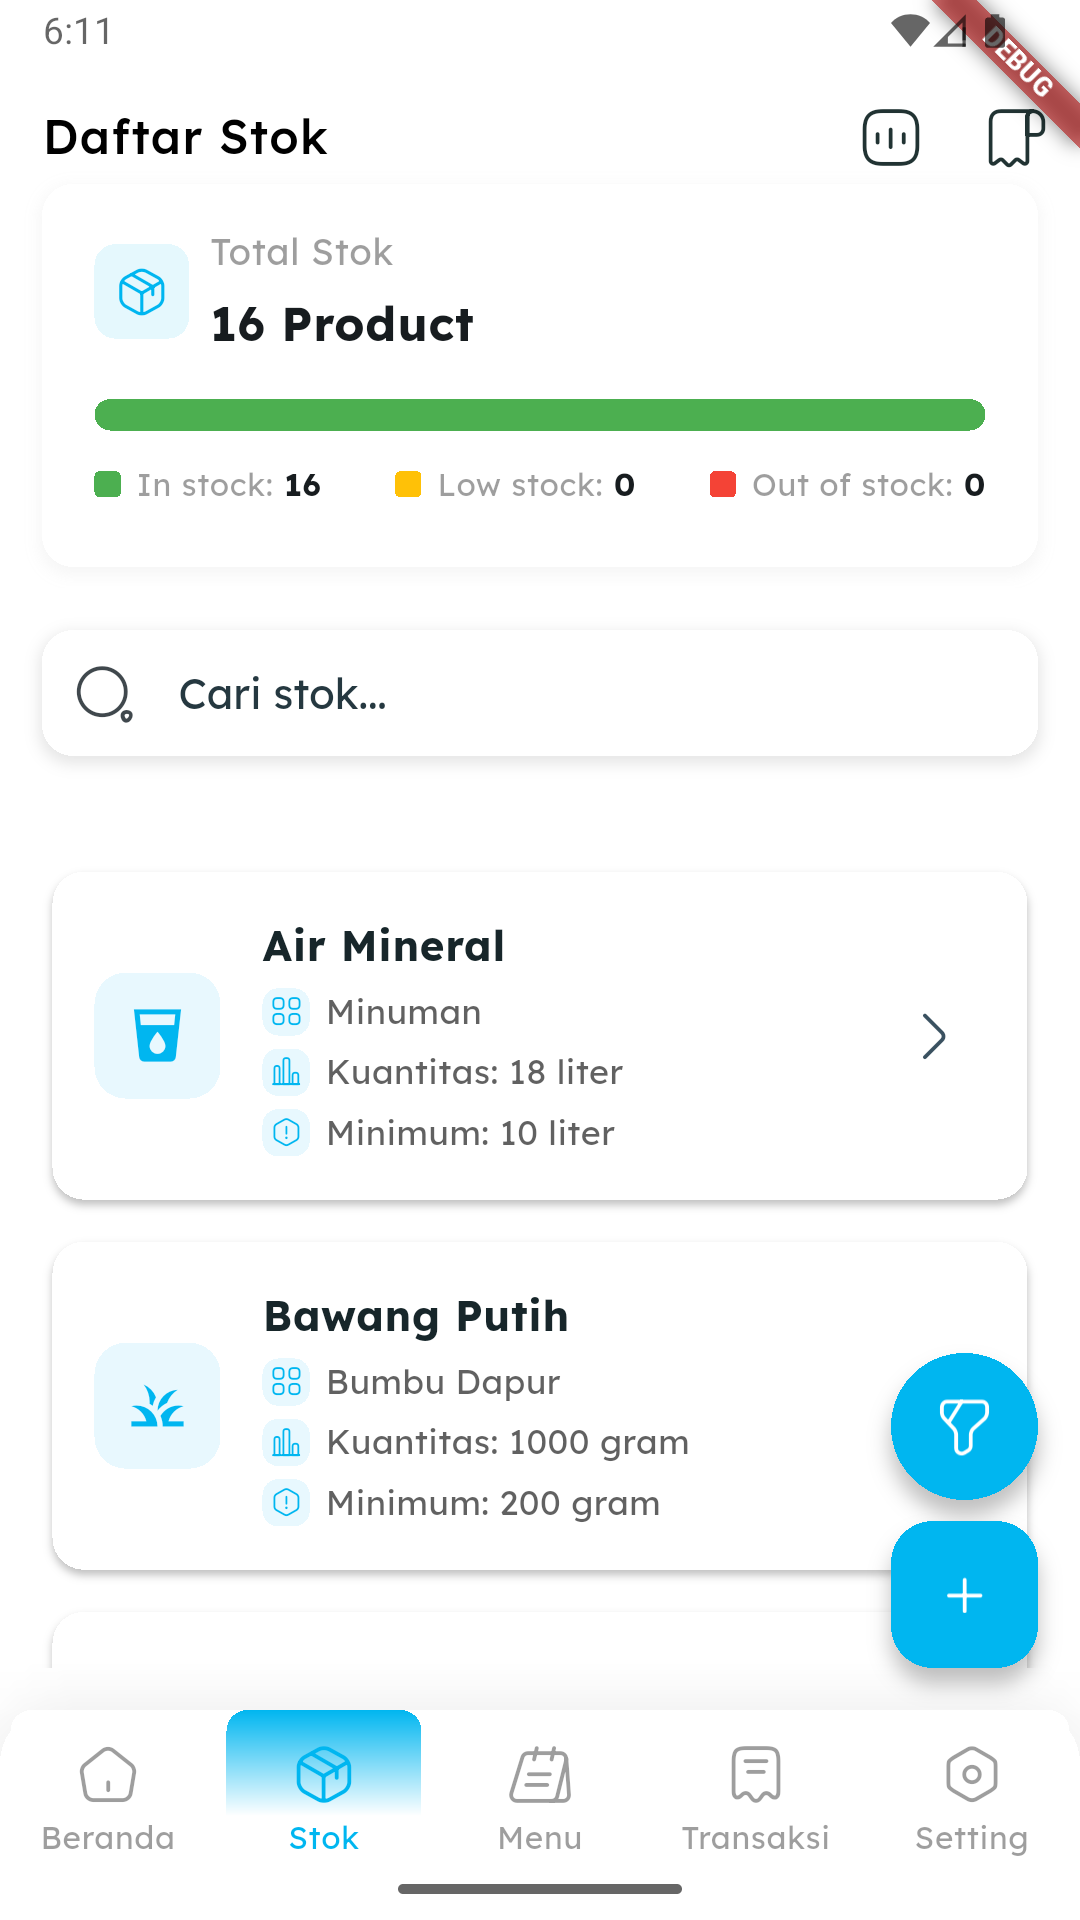 6:11
DEBUG
Daftar Stok
Total Stok
16 Product
In stock: 16
Low stock: 0
Out of stock: 0
Cari stok...
Air Mineral
Minuman
Kuantitas: 18 liter
Minimum: 10 liter
Bawang Putih
Bumbu Dapur
Kuantitas: 1000 gram
Minimum: 200 gram
Beranda
Stok
Menu
Transaksi
Setting